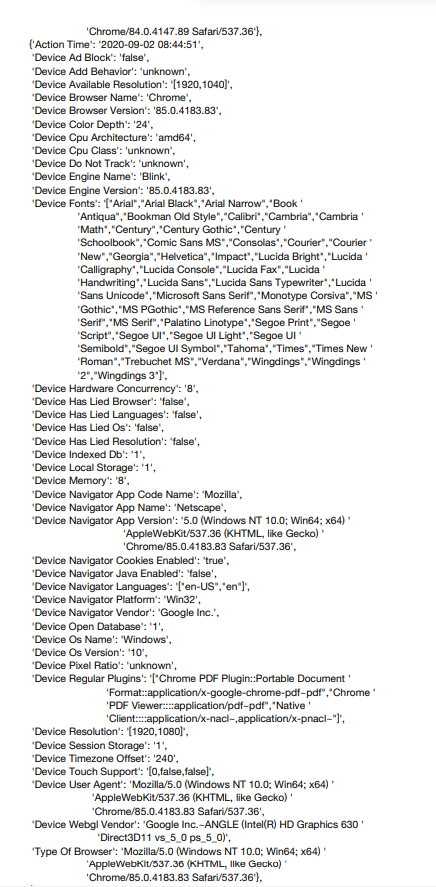 'Chrome/84.0.4147.89 Safari/537.36'},
{'Action Time': '2020-09-02 08:44:51',
'Device Ad Block': 'false',
'Device Add Behavior': 'unknown',
'Device Available Resolution': '[1920,1040]',
'Device Browser Name': 'Chrome',
'Device Browser Version': '85.0.4183.83',
'Device Color Depth': '24',
'Device Cpu Architecture': 'amd64',
'Device Cpu Class': 'unknown',
'Device Do Not Track': 'unknown',
'Device Engine Name': 'Blink',
'Device Engine Version': '85.0.4183.83',
'Device Fonts': '["Arial","Arial Black","Arial Narrow","Book '
'Antiqua","Bookman Old Style","Calibri","Cambria","Cambria '
'Math","Century","Century Gothic","Century '
'Schoolbook","Comic Sans MS","Consolas","Courier","Courier '
'New","Georgia","Helvetica","Impact","Lucida Bright","Lucida '
'Calligraphy","Lucida Console","Lucida Fax","Lucida '
'Handwriting","Lucida Sans","Lucida Sans Typewriter","Lucida '
'Sans Unicode","Microsoft Sans Serif","Monotype Corsiva","MS '
'Gothic","MS PGothic","MS Reference Sans Serif","MS Sans '
'Serif","MS Serif","Palatino Linotype","Segoe Print","Segoe '
'Script","Segoe UI","Segoe UI Light","Segoe UI '
'Semibold","Segoe UI Symbol","Tahoma","Times","Times New '
'Roman","Trebuchet MS","Verdana","Wingdings","Wingdings '
'2","Wingdings 3"]',
'Device Hardware Concurrency': '8',
'Device Has Lied Browser': 'false',
'Device Has Lied Languages': 'false',
'Device Has Lied Os': 'false',
'Device Has Lied Resolution': 'false',
'Device Indexed Db': '1',
'Device Local Storage': '1',
'Device Memory': '8',
'Device Navigator App Code Name': 'Mozilla',
'Device Navigator App Name': 'Netscape',
'Device Navigator App Version': '5.0 (Windows NT 10.0; Win64; x64) '
'AppleWebKit/537.36 (KHTML, like Gecko) '
'Chrome/85.0.4183.83 Safari/537.36',
'Device Navigator Cookies Enabled': 'true',
'Device Navigator Java Enabled': 'false',
'Device Navigator Languages': '["en-US","en"]',
'Device Navigator Platform': 'Win32',
'Device Navigator Vendor': 'Google Inc.',
'Device Open Database': '1',
'Device Os Name': 'Windows',
'Device Os Version': '10',
'Device Pixel Ratio': 'unknown',
'Device Regular Plugins': '["Chrome PDF Plugin::Portable Document '
'Format::application/x-google-chrome-pdf~pdf","Chrome '
'PDF Viewer::::application/pdf~pdf","Native '
'Client::::application/x-nacl~,application/x-pnacl~"]',
'Device Resolution': '[1920,1080]',
'Device Session Storage': '1',
'Device Timezone Offset': '240',
'Device Touch Support': '[0,false,false]',
'Device User Agent': 'Mozilla/5.0 (Windows NT 10.0; Win64; x64) '
'AppleWebKit/537.36 (KHTML, like Gecko) '
'Chrome/85.0.4183.83 Safari/537.36',
'Device Webgl Vendor': 'Google Inc.~ANGLE (Intel(R) HD Graphics 630 '
'Direct3D11 vs_5_0 ps_5_0)',
'Type Of Browser': 'Mozilla/5.0 (Windows NT 10.0; Win64; x64) '
'AppleWebKit/537.36 (KHTML, like Gecko) '
'Chrome/85.0.4183.83 Safari/537.36'},